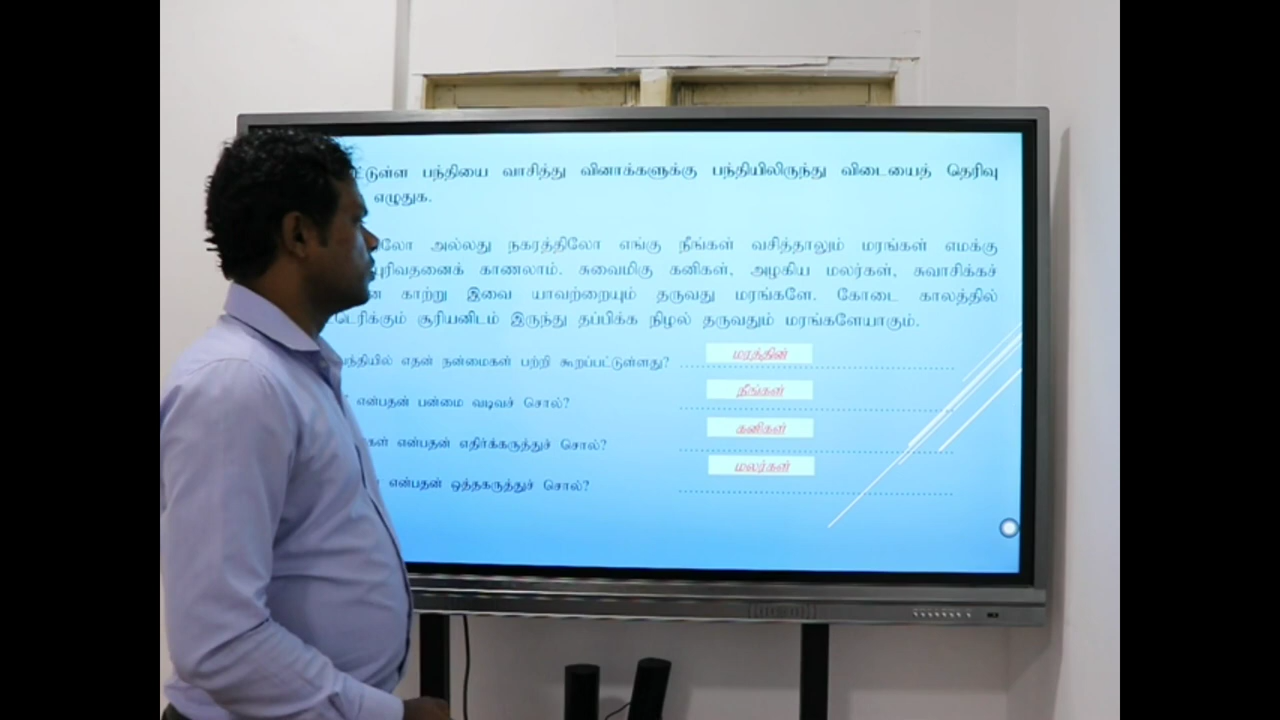 பந்தியை வாசித்து வினாக்களுக்கு பந்தியிலிருந்து விடையைத் தெரிவு
எழுதுக.
அல்லது நகரத்திலோ எங்கு நீங்கள் வசித்தாலும் மரங்கள் எமக்கு
காணலாம். சுவைமிகு கனிகள், அழகிய மலர்கள், சுவாசிக்கச்
காற்று இவை யாவற்றையும் தருவது மரங்களே. கோடை காலத்தில்
சூரியனிடம் இருந்து தப்பிக்க நிழல் தருவதும் மரங்களேயாகும்.
எதன் நன்மைகள் பற்றி கூறப்பட்டுள்ளது? மரத்தின்
என்பதன் பன்மை வடிவச் சொல்? நீங்கள்
என்பதன் எதிர்க்கருத்துச் சொல்? கனிகள்
என்பதன் ஒத்தகருத்துச் சொல்? மலர்கள்